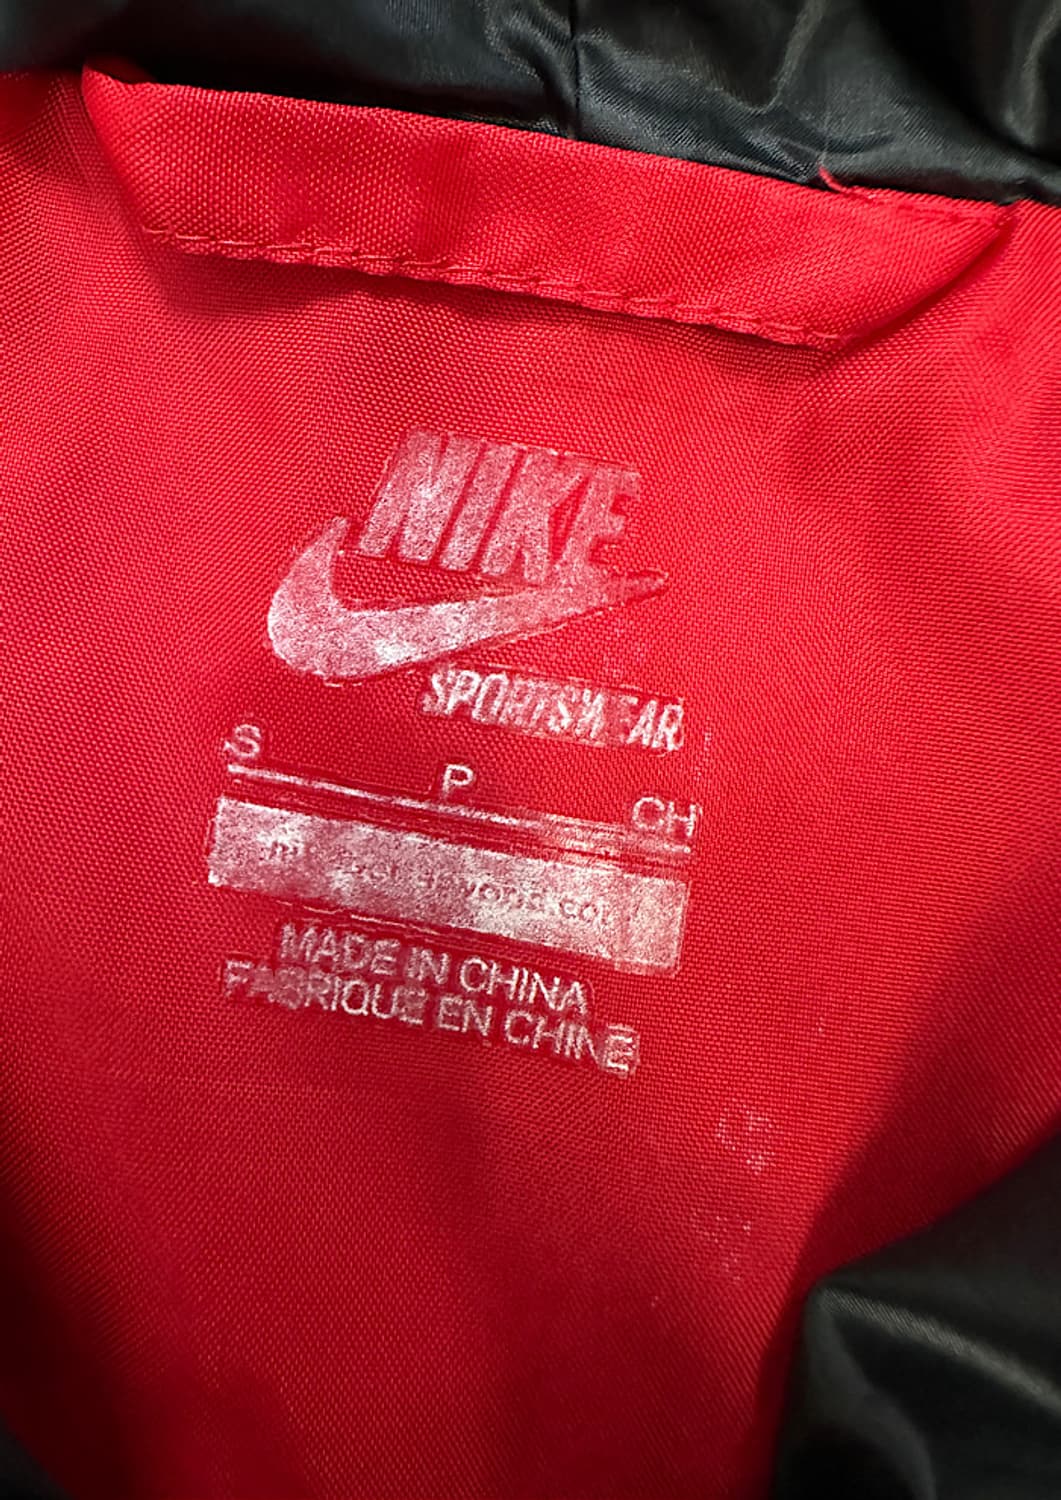 NIKE
SPORTSWEAR
S P CH
MADE IN CHINA
FABRIQUE EN CHINE